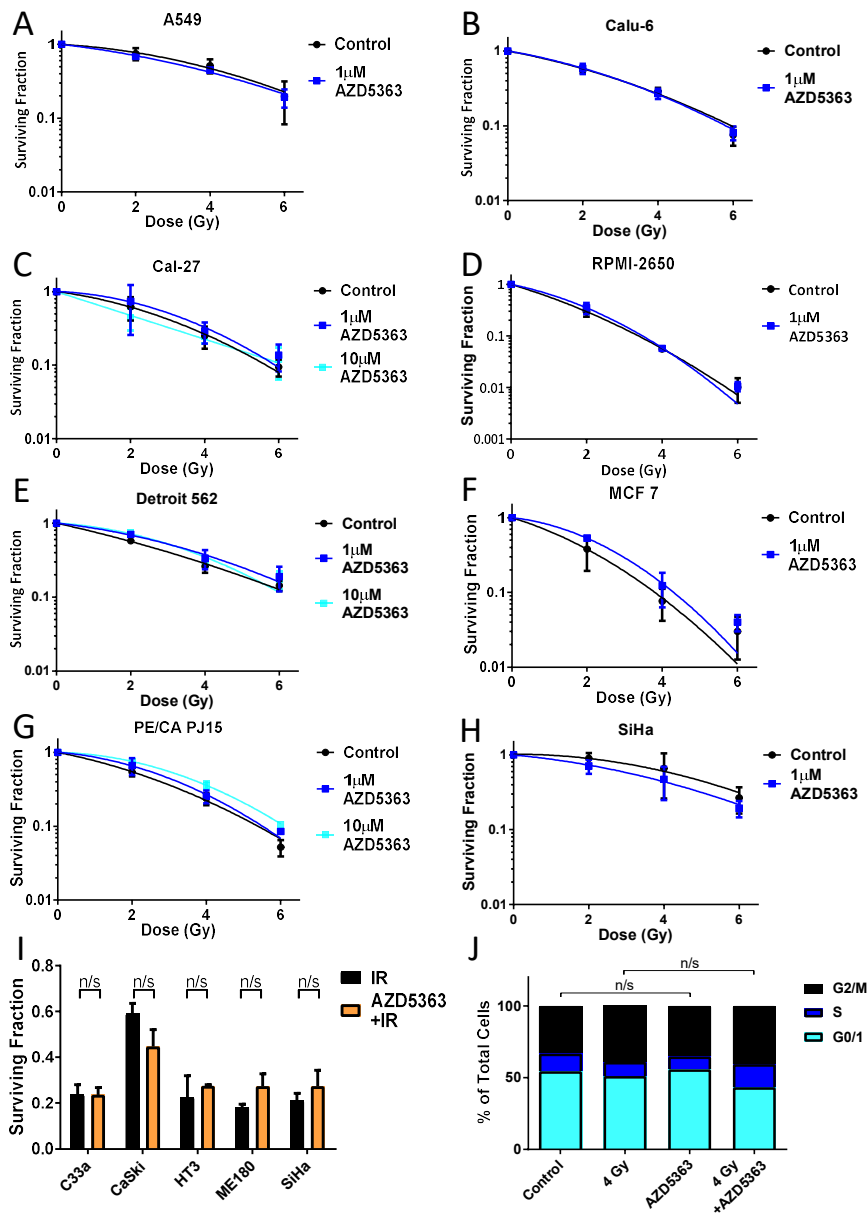 A
A549
Surviving Fraction
1
0.1
0.01
0
2
4
6
Dose (Gy)
Control
1µM
AZD5363
B
Calu-6
Surviving Fraction
1
0.1
0.01
0
2
4
6
Dose (Gy)
Control
1µM
AZD5363
C
Cal-27
Surviving Fraction
1
0.1
0.01
0
2
4
6
Dose (Gy)
Control
1µM
AZD5363
10µM
AZD5363
D
RPMI-2650
Surviving Fraction
1
0.1
0.01
0.001
0
2
4
6
Dose (Gy)
Control
1µM
AZD5363
E
Detroit 562
Surviving Fraction
1
0.1
0.01
0
2
4
6
Dose (Gy)
Control
1µM
AZD5363
10µM
AZD5363
F
MCF 7
Surviving Fraction
1
0.1
0.01
0
2
4
6
Dose (Gy)
Control
1µM
AZD5363
G
PE/CA PJ15
Surviving Fraction
1
0.1
0.01
0
2
4
6
Dose (Gy)
Control
1µM
AZD5363
10µM
AZD5363
H
SiHa
Surviving Fraction
1
0.1
0.01
0
2
4
6
Dose (Gy)
Control
1µM
AZD5363
I
Surviving Fraction
0.8
0.6
0.4
0.2
0.0
n/s
n/s
n/s
n/s
n/s
C33a
CaSki
HT3
ME180
SiHa
IR
AZD5363
+IR
J
% of Total Cells
100
50
0
n/s
n/s
Control
4 Gy
AZD5363
4 Gy
+AZD5363
G2/M
S
G0/1